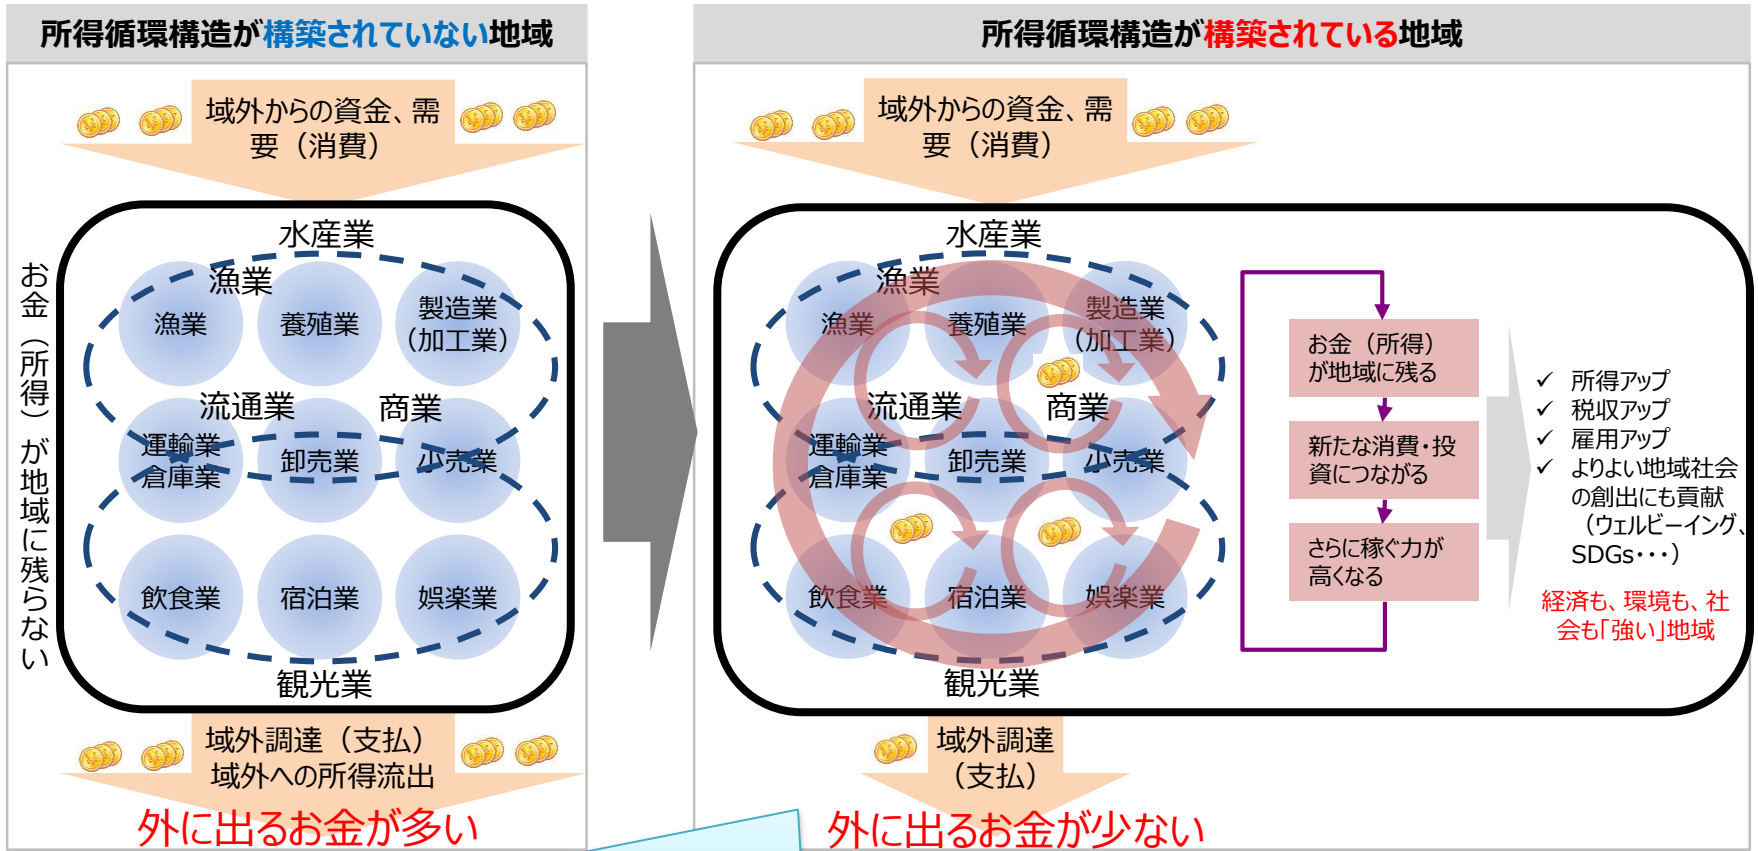 所得循環構造が構築されていない地域
域外からの資金、需
要（消費）
お金（所得）が地域に残らない
水産業
漁業
漁業
養殖業
製造業
（加工業）
流通業
商業
運輸業
倉庫業
卸売業
小売業
飲食業
宿泊業
娯楽業
観光業
域外調達（支払）
域外への所得流出
外に出るお金が多い
所得循環構造が構築されている地域
域外からの資金、需
要（消費）
水産業
漁業
漁業
養殖業
製造業
（加工業）
流通業
商業
運輸業
倉庫業
卸売業
小売業
飲食業
宿泊業
娯楽業
観光業
お金（所得）
が地域に残る
新たな消費・投
資につながる
さらに稼ぐ力が
高くなる
✓ 所得アップ
✓ 税収アップ
✓ 雇用アップ
✓ よりよい地域社会
の創出にも貢献
（ウェルビーイング、
SDGs・・・）
経済も、環境も、社
会も「強い」地域
域外調達
（支払）
外に出るお金が少ない